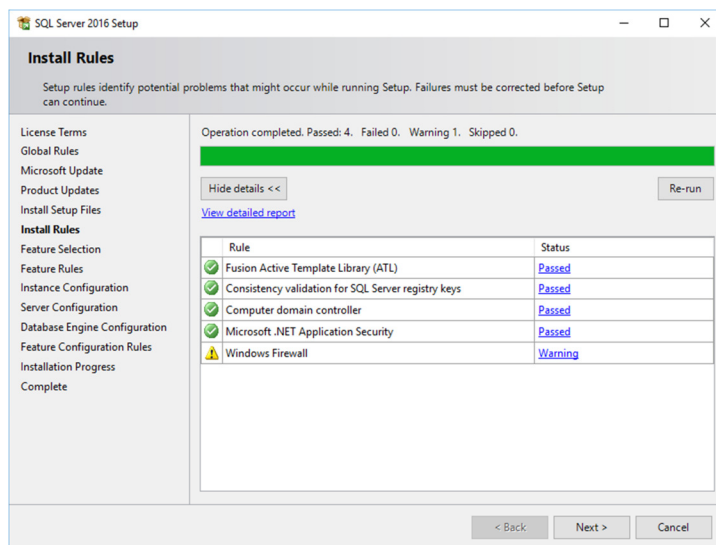 SQL Server 2016 Setup
Install Rules
Setup rules identify potential problems that might occur while running Setup. Failures must be corrected before Setup
can continue.
License Terms
Global Rules
Microsoft Update
Product Updates
Install Setup Files
Install Rules
Feature Selection
Feature Rules
Instance Configuration
Server Configuration
Database Engine Configuration
Feature Configuration Rules
Installation Progress
Complete
Operation completed. Passed: 4.   Failed 0.   Warning 1.   Skipped 0.
Hide details <<
Re-run
View detailed report
Rule Status
Fusion Active Template Library (ATL) Passed
Consistency validation for SQL Server registry keys Passed
Computer domain controller Passed
Microsoft .NET Application Security Passed
Windows Firewall Warning
< Back Next > Cancel